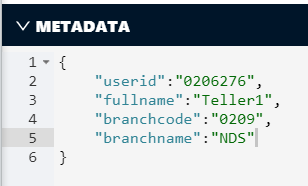 METADATA
1 {
2 "userid":"0206276",
3 "fullname":"Teller1",
4 "branchcode":"0209",
5 "branchname":"NDS"
6 }